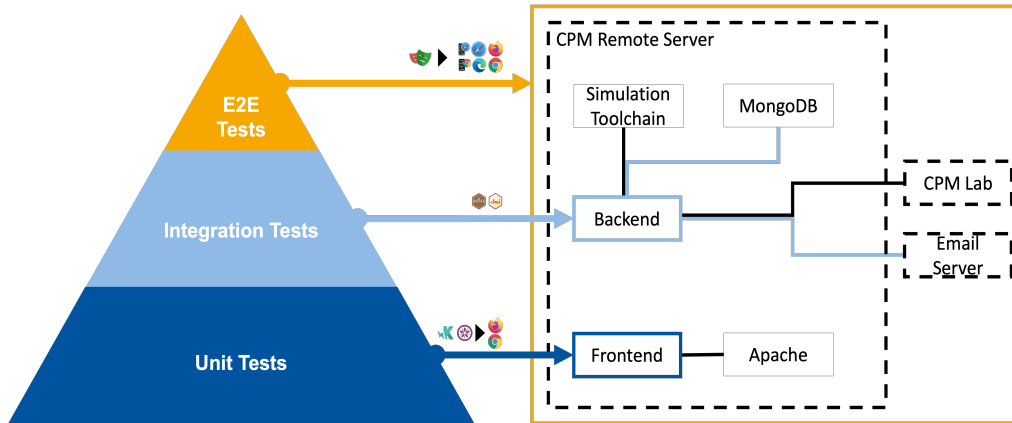 E2E
Tests
Integration Tests
Unit Tests
CPM Remote Server
Simulation
Toolchain
MongoDB
Backend
CPM Lab
Email
Server
Frontend
Apache